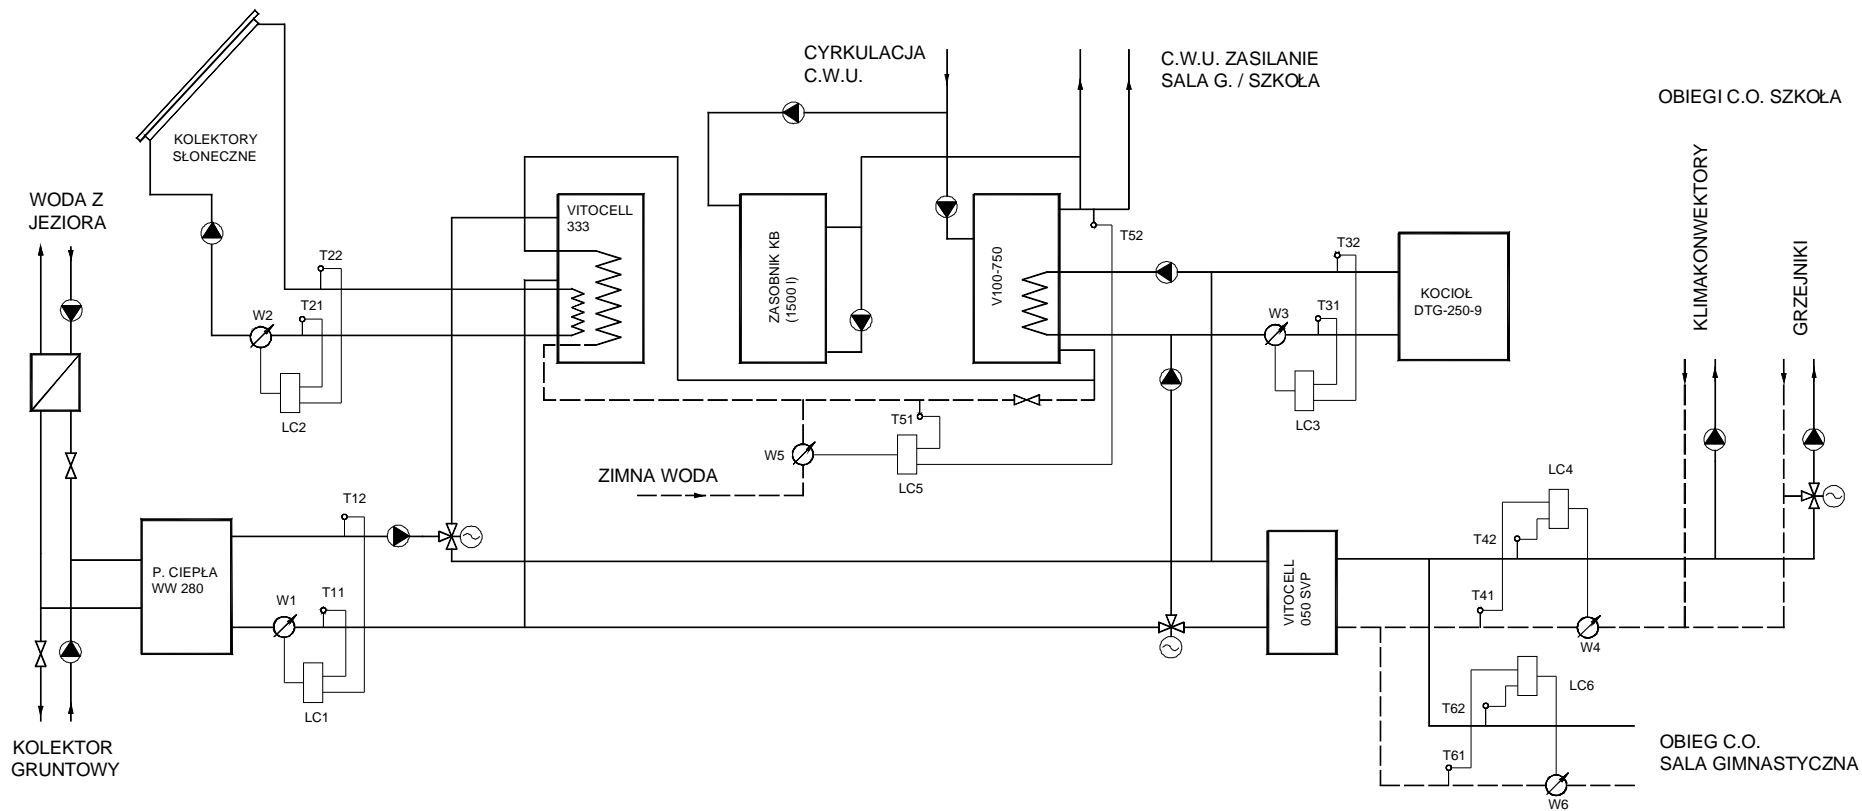 CYRKULACJA
C.W.U.
C.W.U. ZASILANIE
SALA G. / SZKOŁA
OBIEGI C.O. SZKOŁA
KOLEKTORY
SŁONECZNE
WODA Z
JEZIORA
VITOCELL
333
ZASOBNIK KB
(1500 l)
V100-750
T52
T32
KOCIOŁ
DTG-250-9
KLIMAKONWEKTORY
GRZEJNIKI
T22
T21
W2
LC2
W3
T31
LC3
T51
W5
LC5
ZIMNA WODA
T12
P. CIEPŁA
WW 280
W1
T11
LC1
VITOCELL
050 SVP
LC4
T42
T41
W4
LC6
T62
T61
W6
KOLEKTOR
GRUNTOWY
OBIEG C.O.
SALA GIMNASTYCZNA